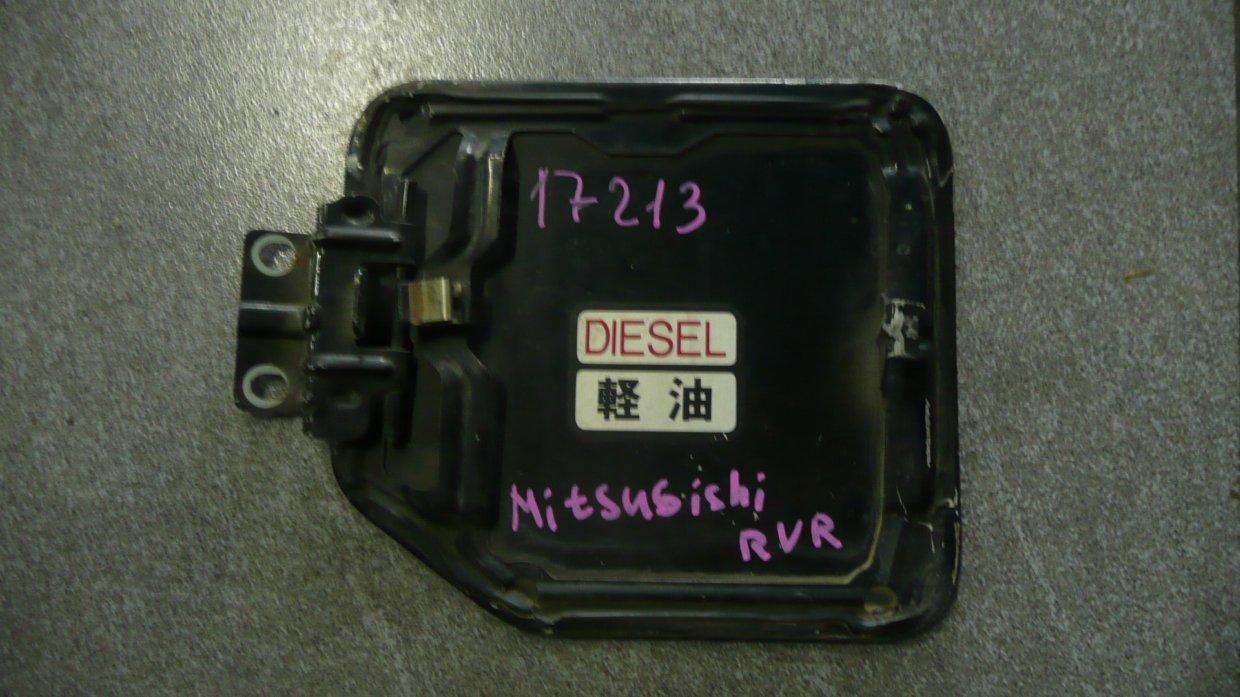 17213
DIESEL
軽油
Mitsubishi
RVR